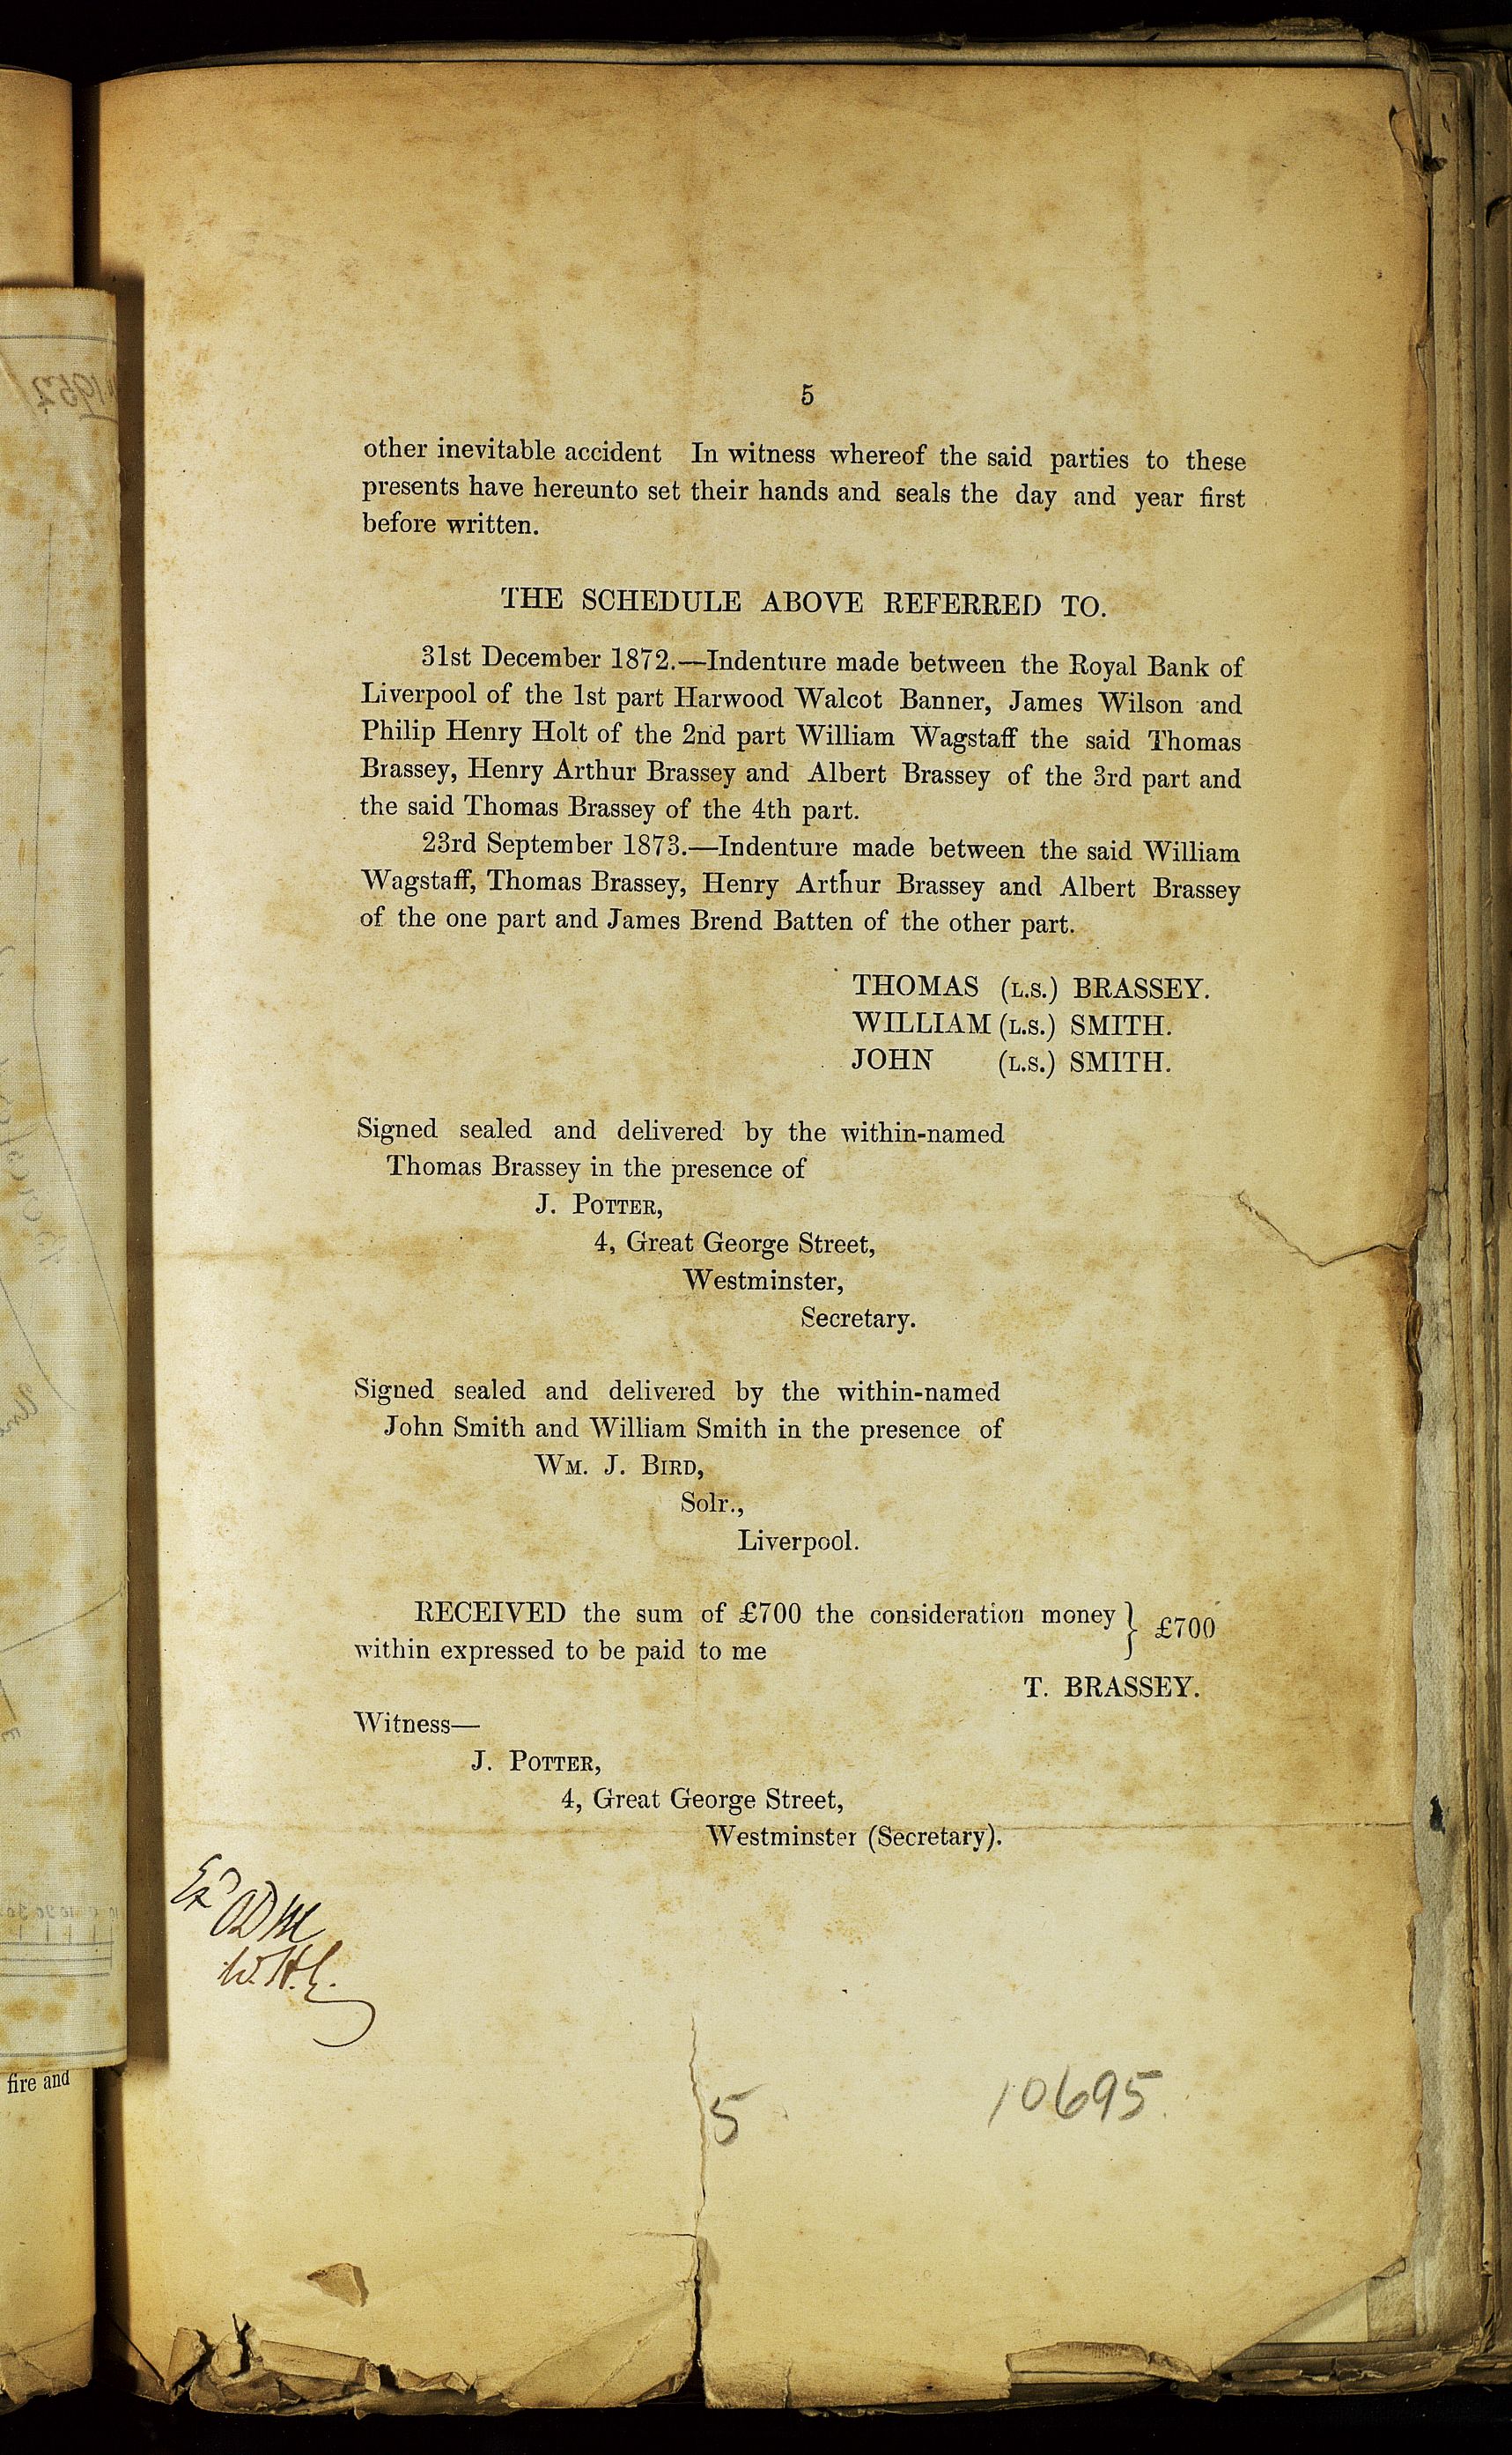 5
other inevitable accident In witness whereof the said parties to these
presents have hereunto set their hands and seals the day and year first
before written.
THE SCHEDULE ABOVE REFERRED TO.
31st December 1872.—Indenture made between the Royal Bank of
Liverpool of the 1st part Harwood Walcot Banner, James Wilson and
Philip Henry Holt of the 2nd part William Wagstaff the said Thomas
Brassey, Henry Arthur Brassey and Albert Brassey of the 3rd part and
the said Thomas Brassey of the 4th part.
23rd September 1873.—Indenture made between the said William
Wagstaff, Thomas Brassey, Henry Arthur Brassey and Albert Brassey
of the one part and James Brend Batten of the other part.
THOMAS (L.S.) BRASSEY.
WILLIAM (L.S.) SMITH.
JOHN (L.S.) SMITH.
Signed sealed and delivered by the within-named
Thomas Brassey in the presence of
J. POTTER,
4, Great George Street,
Westminster,
Secretary.
Signed sealed and delivered by the within-named
John Smith and William Smith in the presence of
WM. J. BIRD,
Solr.,
Liverpool.
RECEIVED the sum of £700 the consideration money } £700
within expressed to be paid to me
T. BRASSEY.
Witness—
J. POTTER,
4, Great George Street,
Westminster (Secretary).
fire and
5
10695